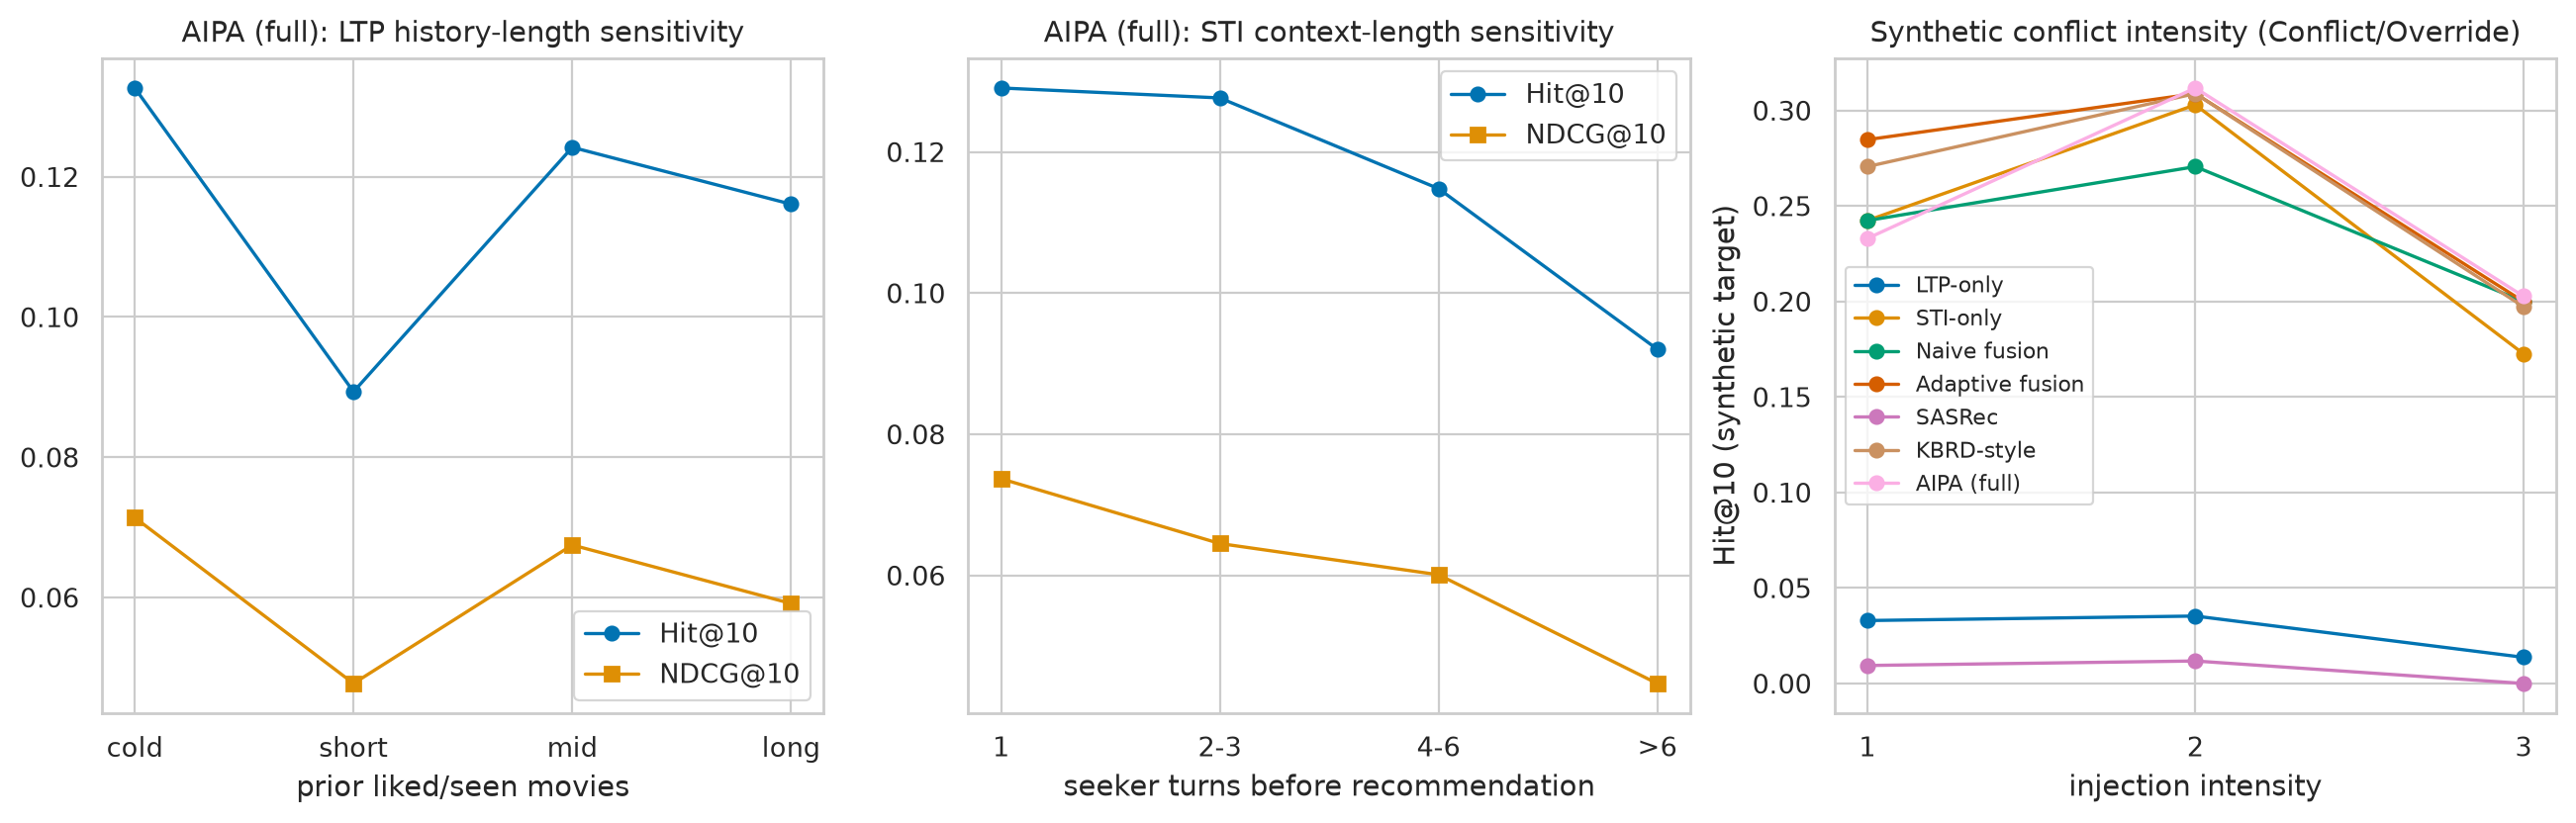 AIPA (full): LTP history-length sensitivity
0.12
0.10
0.08
0.06
Hit@10
NDCG@10
cold short mid long
prior liked/seen movies
AIPA (full): STI context-length sensitivity
Hit@10
NDCG@10
0.12
0.10
0.08
0.06
1 2-3 4-6 >6
seeker turns before recommendation
Synthetic conflict intensity (Conflict/Override)
Hit@10 (synthetic target)
0.30
0.25
0.20
0.15
0.10
0.05
0.00
LTP-only
STI-only
Naive fusion
Adaptive fusion
SASRec
KBRD-style
AIPA (full)
1 2 3
injection intensity